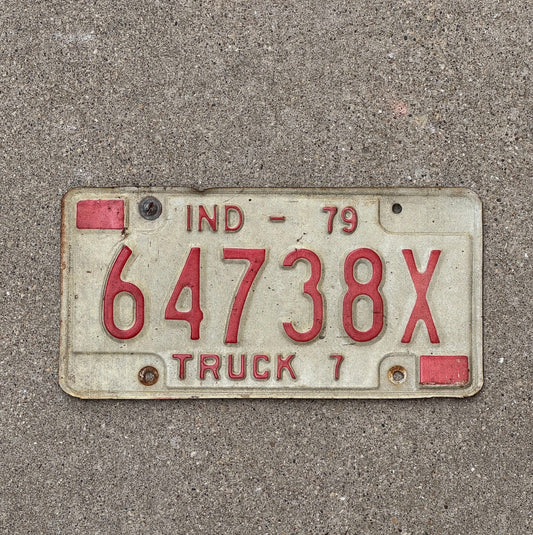 IND - 79
64738X
TRUCK 7